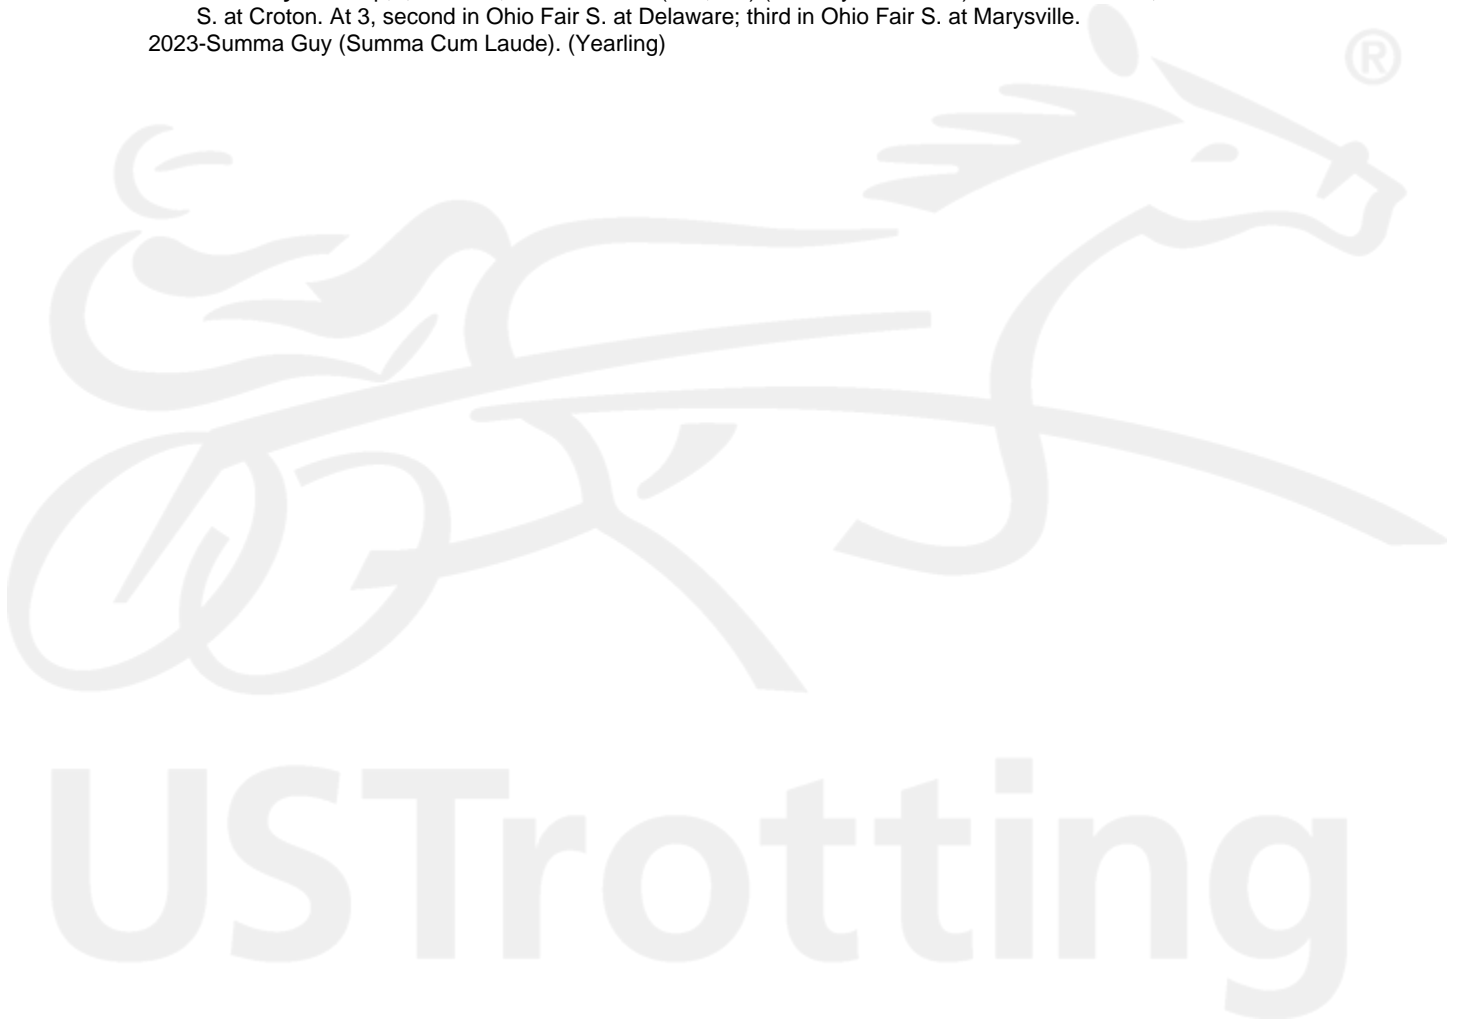 S. at Croton. At 3, second in Ohio Fair S. at Delaware; third in Ohio Fair S. at Marysville.
2023-Summa Guy (Summa Cum Laude). (Yearling)
®
USTrotting